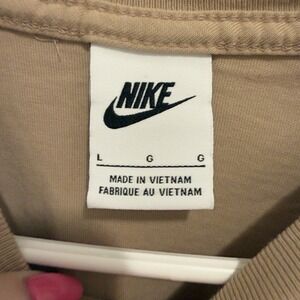 NIKE
L G G
MADE IN VIETNAM
FABRIQUE AU VIETNAM